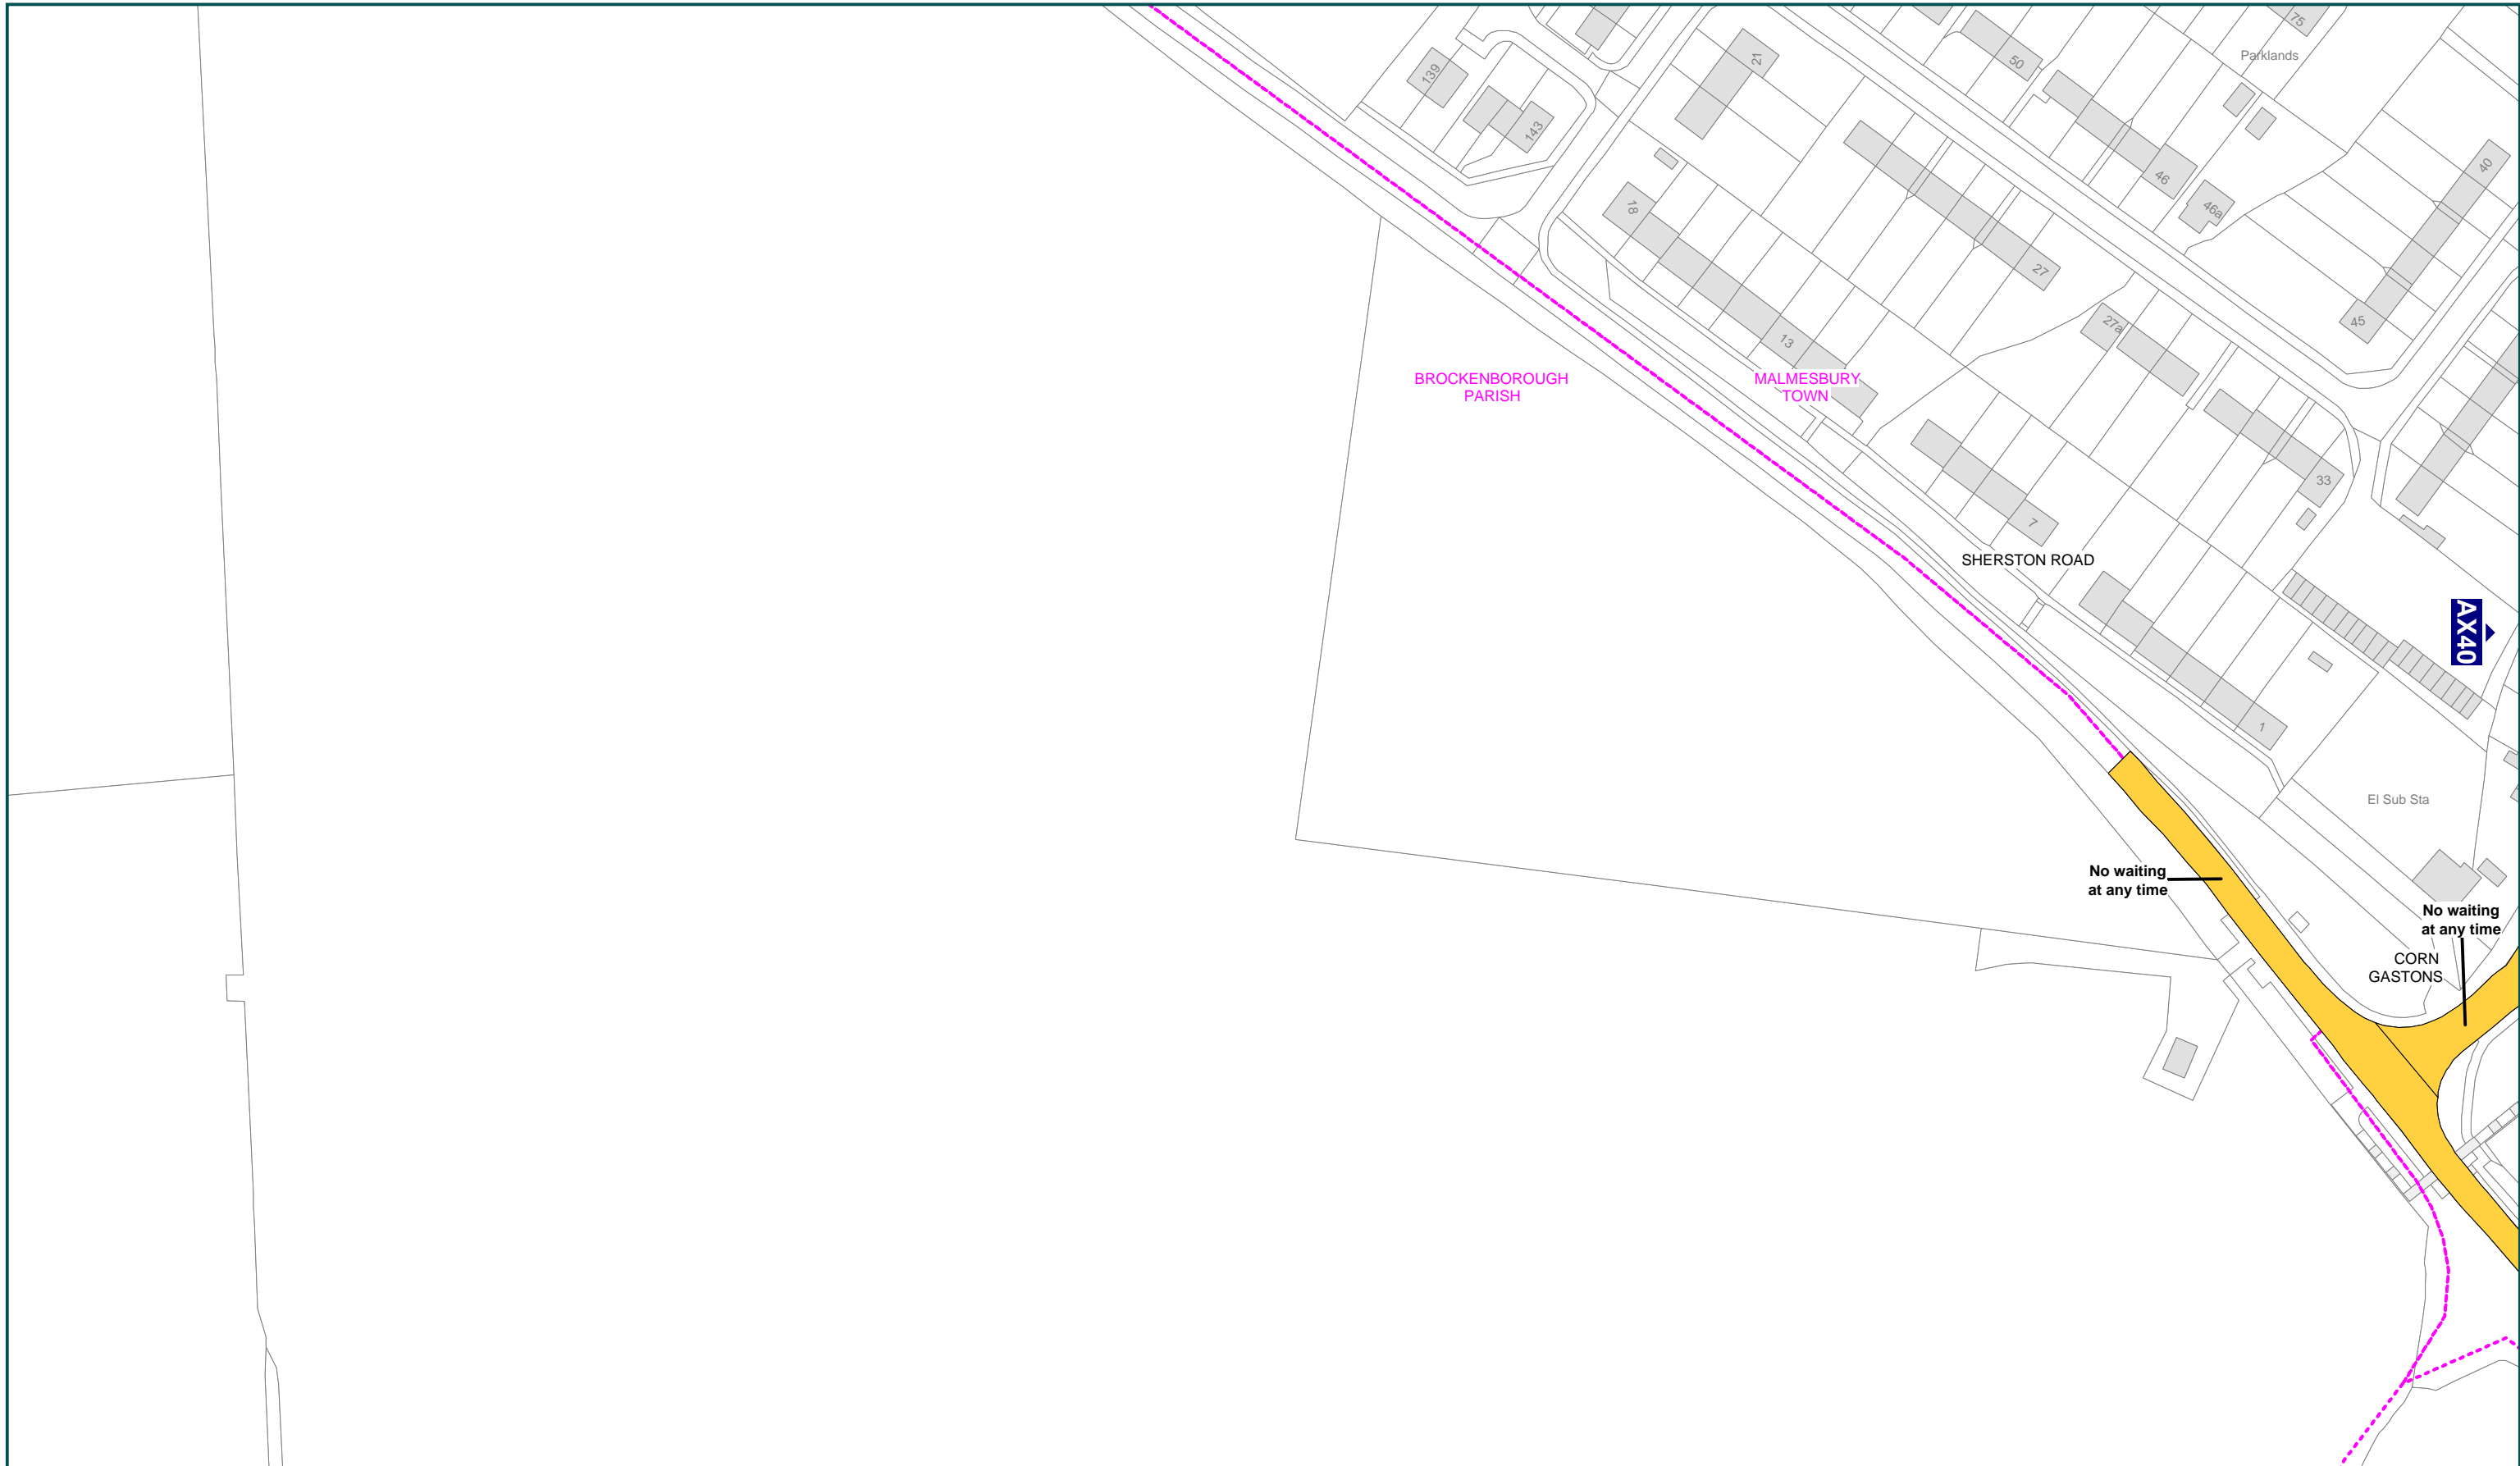 75
Parklands
50
21
139
143
46
40
46a
18
27
27a
45
13
BROCKENBOROUGH
PARISH
MALMESBURY
TOWN
33
7
SHERSTON ROAD
AX40
1
El Sub Sta
No waiting
at any time
No waiting
at any time
CORN
GASTONS